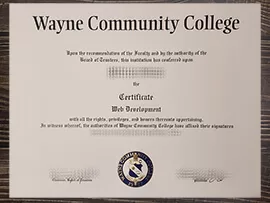 Wayne Community College
Upon the recommendation of the Faculty and by the authority of the
Board of Trustees, this institution has conferred upon
the
Certificate
Web Development
with all the rights, privileges, and honors thereunto appertaining.
In witness whereof, the authorities of Wayne Community College have affixed their signatures